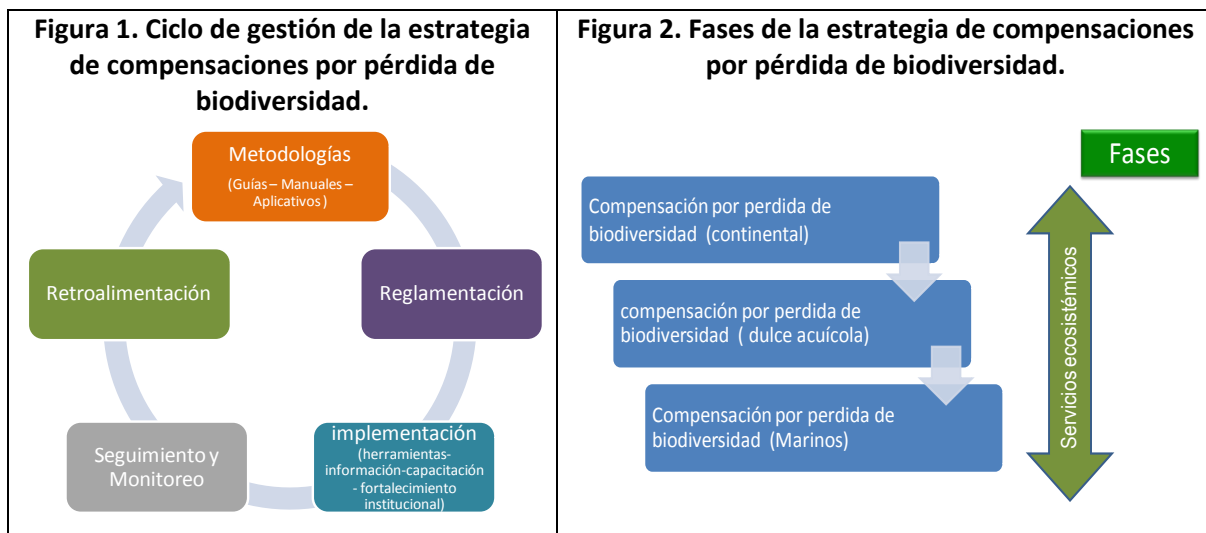 Figura 1. Ciclo de gestión de la estrategia
de compensaciones por pérdida de
biodiversidad.
Metodologías
(Guías – Manuales –
Aplicativos )
Reglamentación
implementación
(herramientas-
información-capacitación
- fortalecimiento
institucional)
Seguimiento y
Monitoreo
Retroalimentación
Figura 2. Fases de la estrategia de compensaciones
por pérdida de biodiversidad.
Fases
Compensación por perdida de
biodiversidad (continental)
compensación por perdida de
biodiversidad ( dulce acuícola)
Compensación por perdida de
biodiversidad (Marinos)
Servicios ecosistémicos